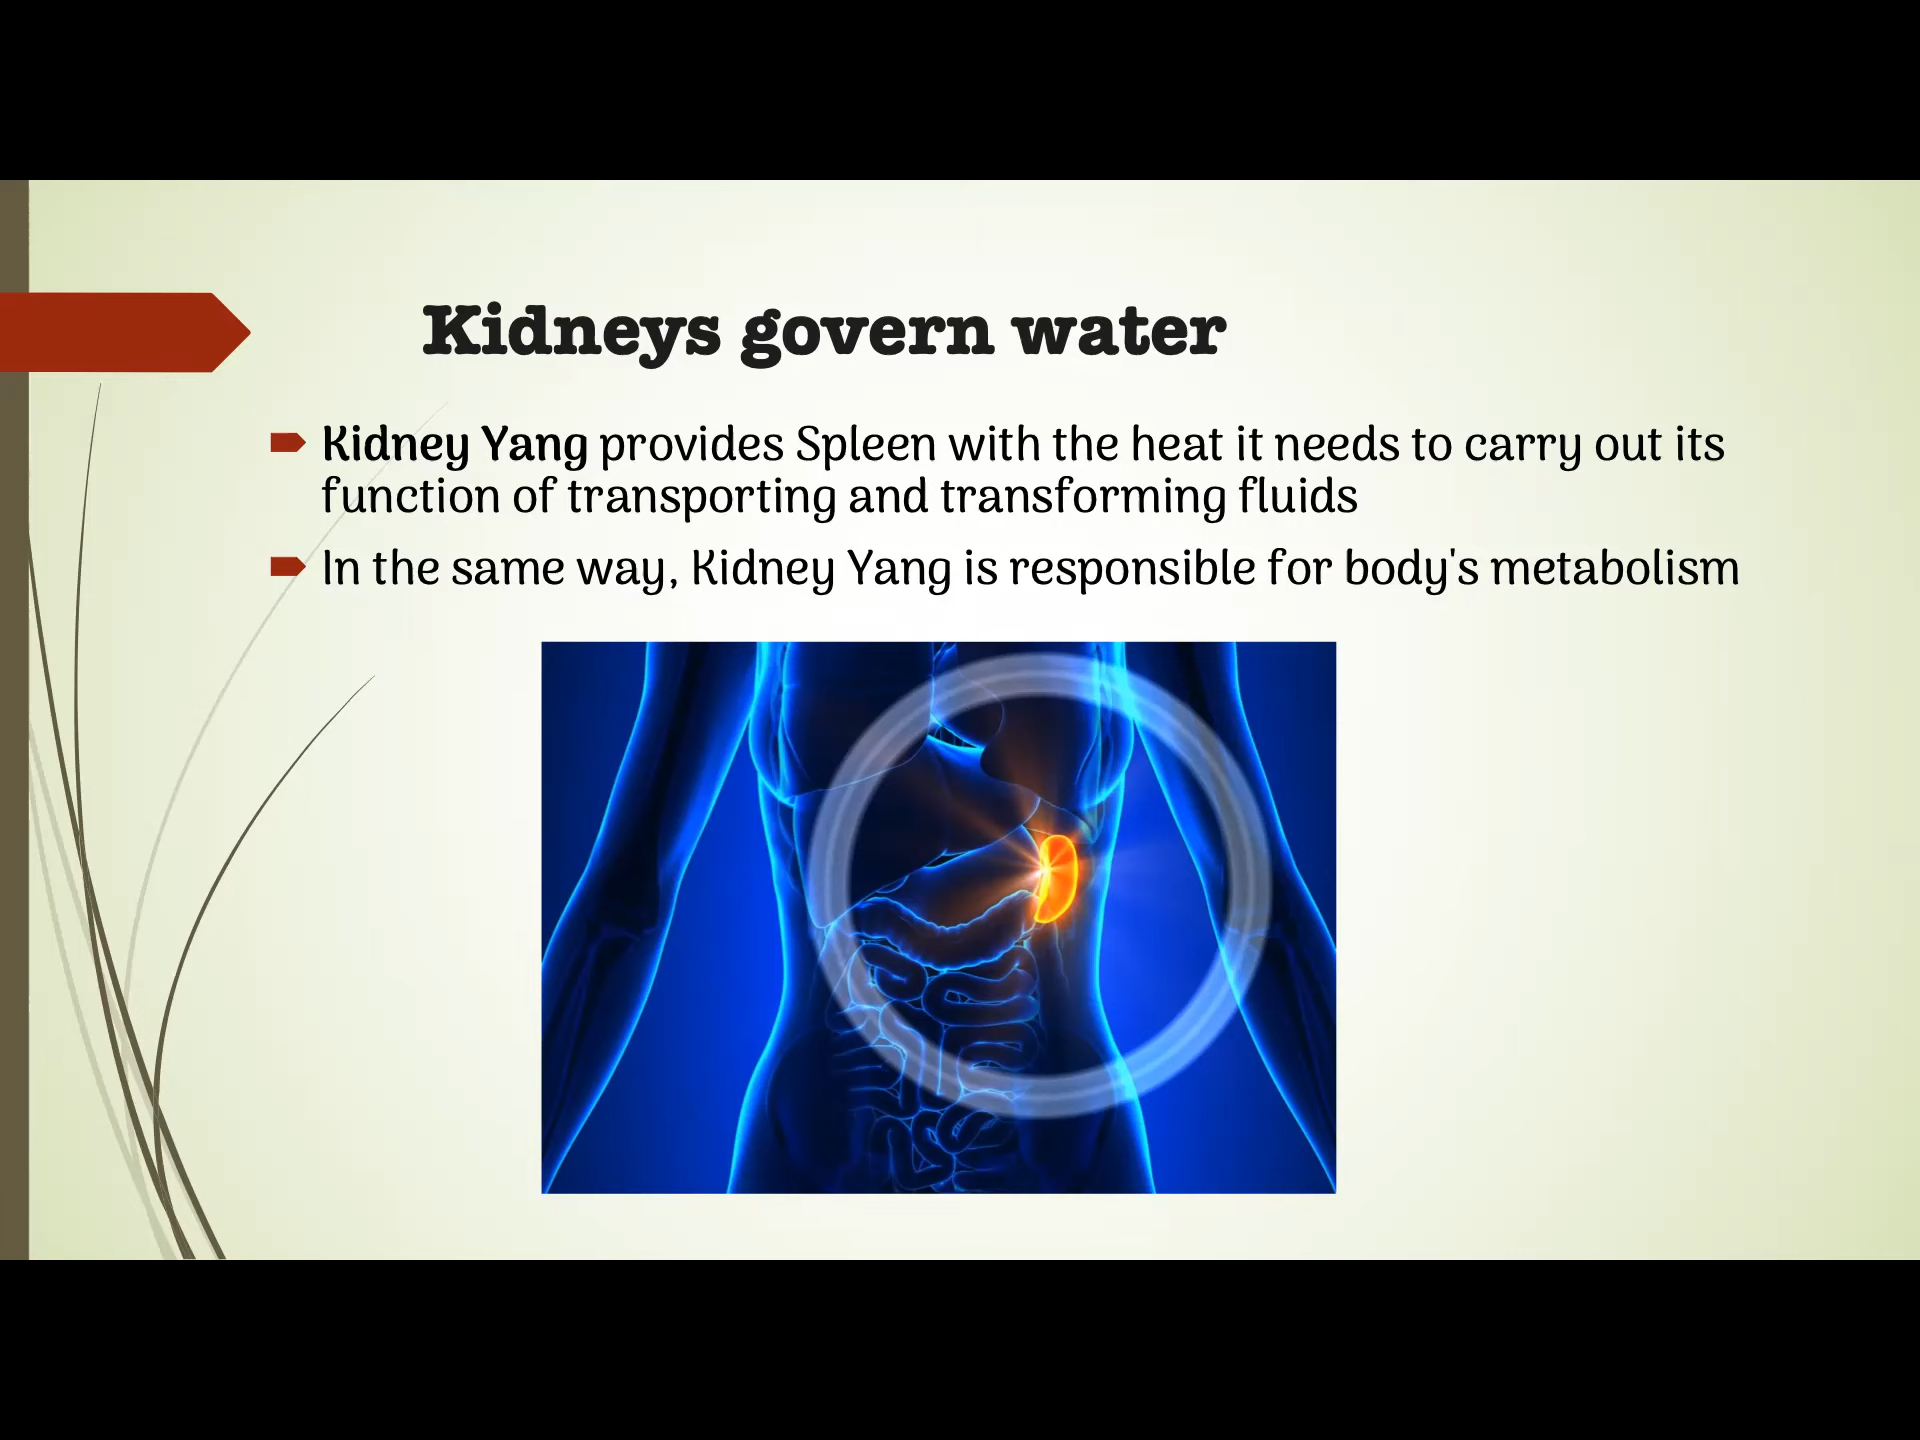 Kidneys govern water
Kidney Yang provides Spleen with the heat it needs to carry out its
function of transporting and transforming fluids
In the same way, Kidney Yang is responsible for body's metabolism